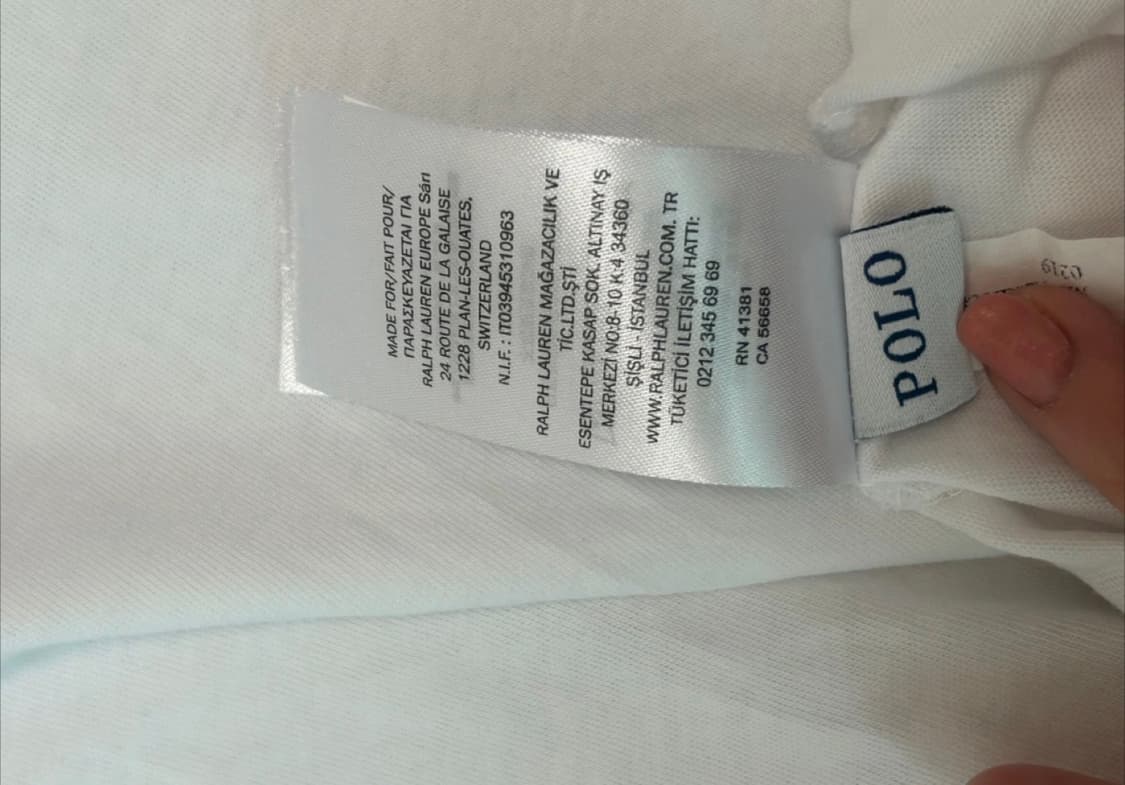 MADE FOR/FAIT POUR/
ΠΑΡΑΣΚΕΥΑΖΕΤΑΙ ΓΙΑ
RALPH LAUREN EUROPE Sárl
24 ROUTE DE LA GALAISE
1228 PLAN-LES-OUATES,
SWITZERLAND
N.I.F. : IT03945310963
RALPH LAUREN MAĞAZACILIK VE
TİC.LTD.ŞTİ
ESENTEPE KASAP SOK. ALTINAY İŞ
MERKEZİ NO:8-10 K:4 34360
ŞİŞLİ - İSTANBUL
WWW.RALPHLAUREN.COM. TR
TÜKETİCİ İLETİŞİM HATTI:
0212 345 69 69
RN 41381
CA 56658
POLO
0219